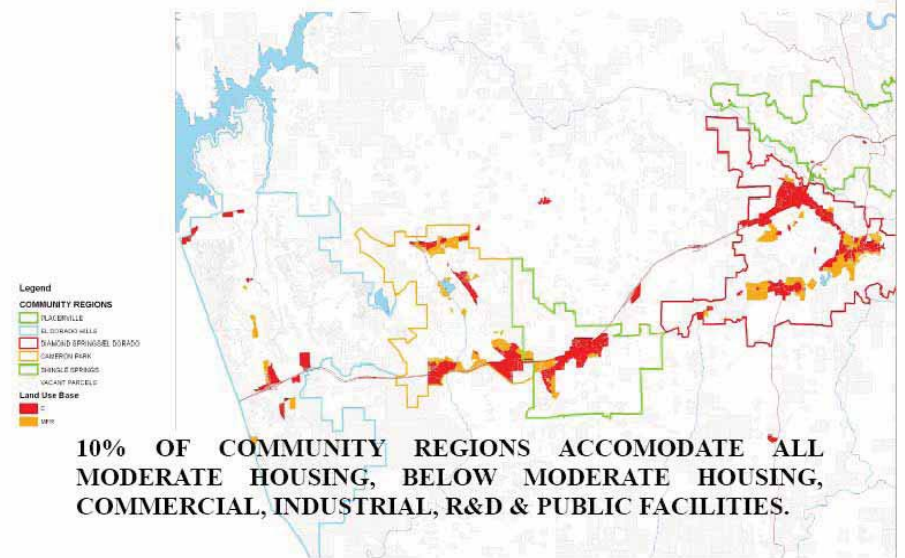 Legend
COMMUNITY REGIONS
PLACERVILLE
EL DORADO HILLS
DIAMOND SPRINGS/EL DORADO
CAMERON PARK
SHINGLE SPRINGS
VACANT PARCELS
Land Use Base
C
MFR
10% OF COMMUNITY REGIONS ACCOMODATE ALL
MODERATE HOUSING, BELOW MODERATE HOUSING,
COMMERCIAL, INDUSTRIAL, R&D & PUBLIC FACILITIES.